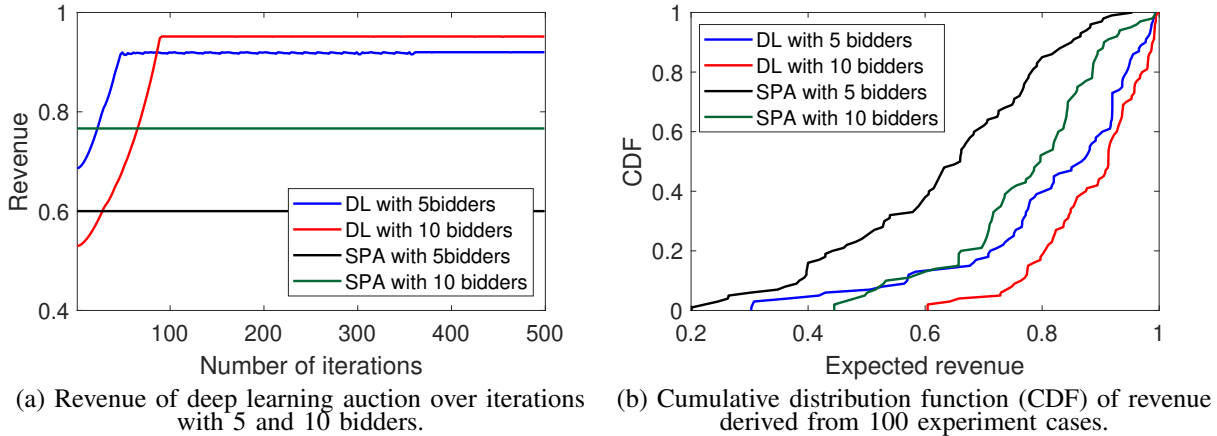 1
0.8
0.6
0.4
Revenue
DL with 5bidders
DL with 10 bidders
SPA with 5bidders
SPA with 10 bidders
100 200 300 400 500
Number of iterations
(a) Revenue of deep learning auction over iterations
with 5 and 10 bidders.
1
0.8
0.6
0.4
0.2
0
CDF
DL with 5 bidders
DL with 10 bidders
SPA with 5 bidders
SPA with 10 bidders
0.2 0.4 0.6 0.8 1
Expected revenue
(b) Cumulative distribution function (CDF) of revenue
derived from 100 experiment cases.